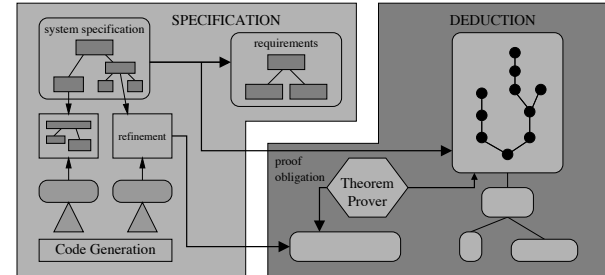 SPECIFICATION
DEDUCTION
system specification
requirements
refinement
proof
obligation
Theorem
Prover
Code Generation